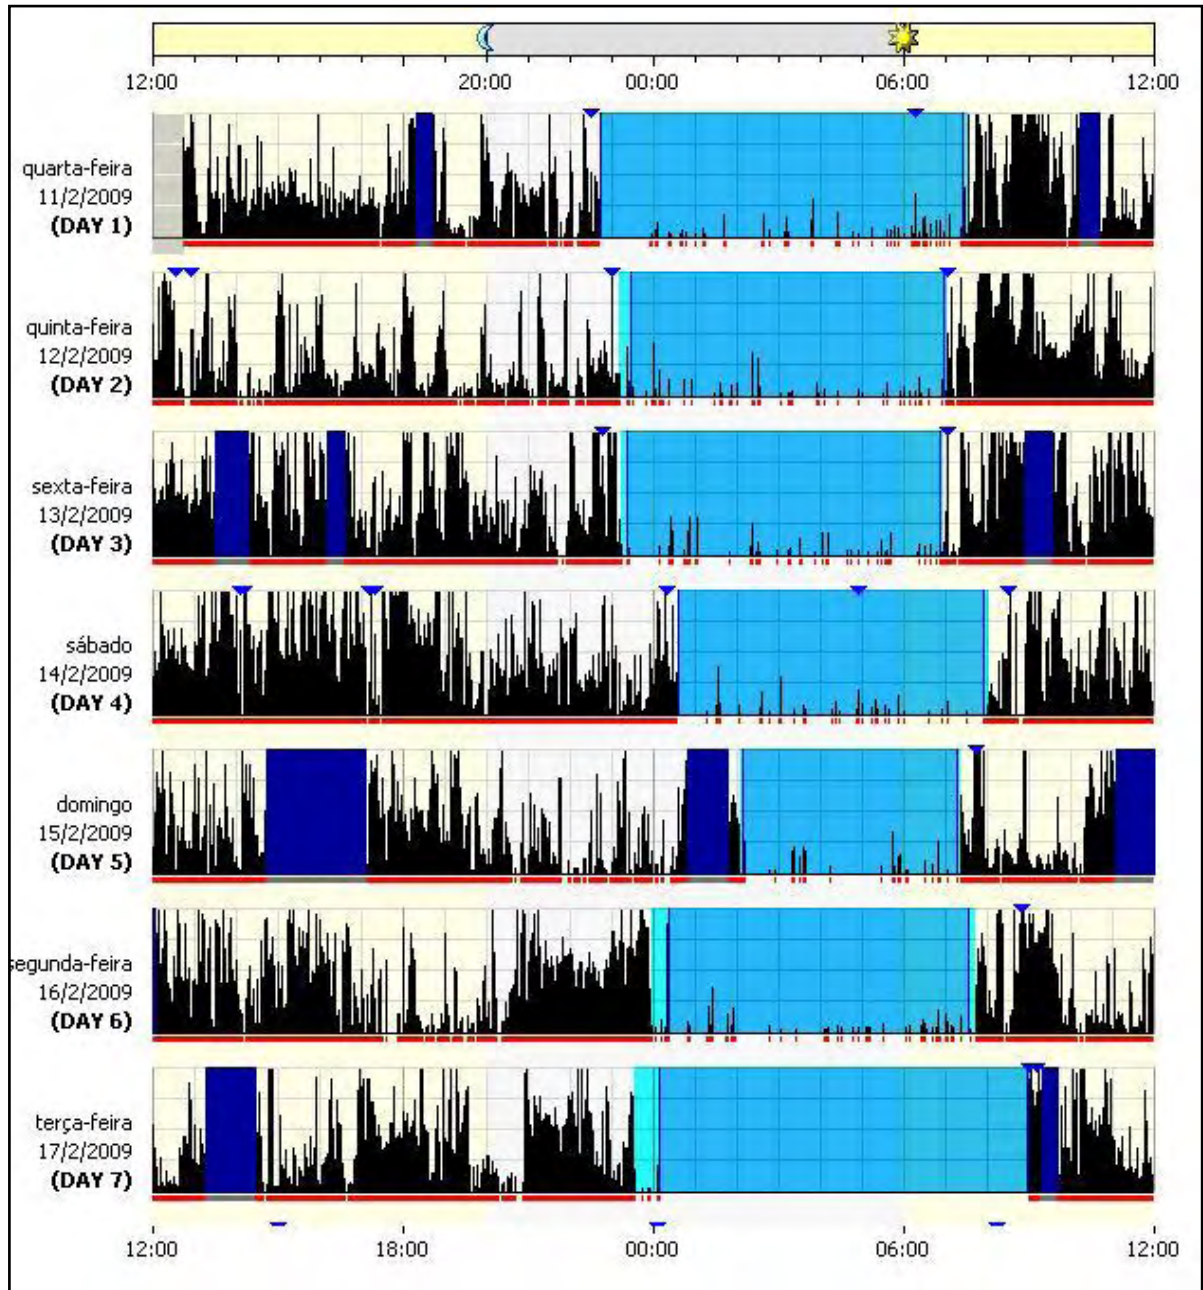 12:00 20:00 00:00 06:00 12:00
quarta-feira
11/2/2009
(DAY 1)
quinta-feira
12/2/2009
(DAY 2)
sexta-feira
13/2/2009
(DAY 3)
sábado
14/2/2009
(DAY 4)
domingo
15/2/2009
(DAY 5)
segunda-feira
16/2/2009
(DAY 6)
terça-feira
17/2/2009
(DAY 7)
12:00 18:00 00:00 06:00 12:00